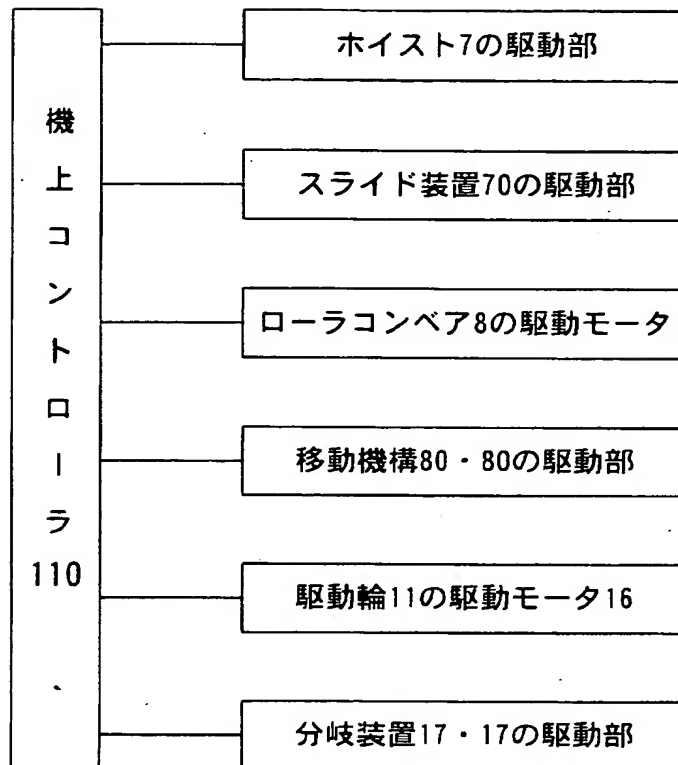 機上コントローラ110
ホイスト7の駆動部
スライド装置70の駆動部
ローラコンベア8の駆動モータ
移動機構80・80の駆動部
駆動輪11の駆動モータ16
分岐装置17・17の駆動部